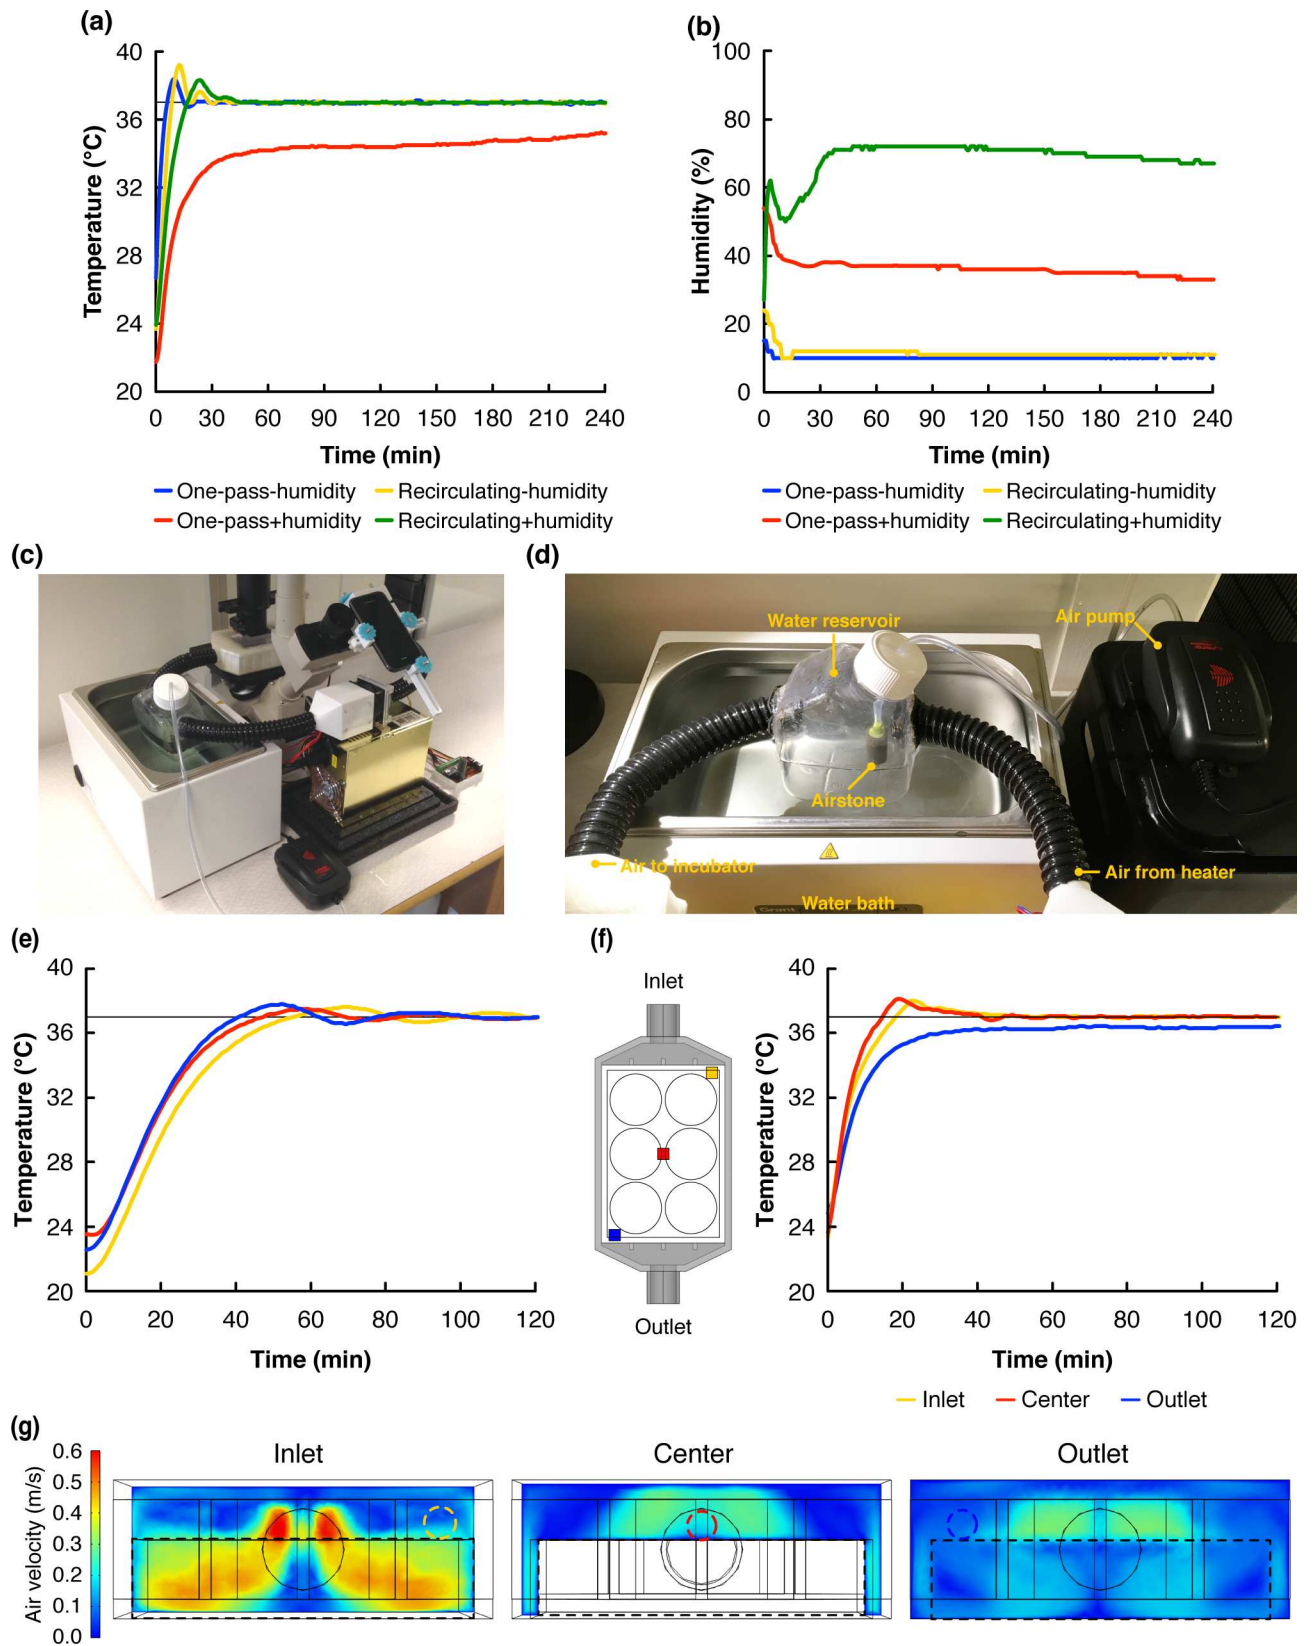 (a)
40
36
32
28
24
20
Temperature (°C)
0 30 60 90 120 150 180 210 240
Time (min)
One-pass-humidity Recirculating-humidity
One-pass+humidity Recirculating+humidity
(b)
100
80
60
40
20
0
Humidity (%)
0 30 60 90 120 150 180 210 240
Time (min)
One-pass-humidity Recirculating-humidity
One-pass+humidity Recirculating+humidity
(c)
(d)
Water reservoir
Air pump
Airstone
Air to incubator
Air from heater
Water bath
Grant
(e)
40
36
32
28
24
20
Temperature (°C)
0 20 40 60 80 100 120
Time (min)
(f)
Inlet
Outlet
40
36
32
28
24
20
Temperature (°C)
0 20 40 60 80 100 120
Time (min)
Inlet Center Outlet
(g)
Air velocity (m/s)
0.6
0.5
0.4
0.3
0.2
0.1
0.0
Inlet
Center
Outlet